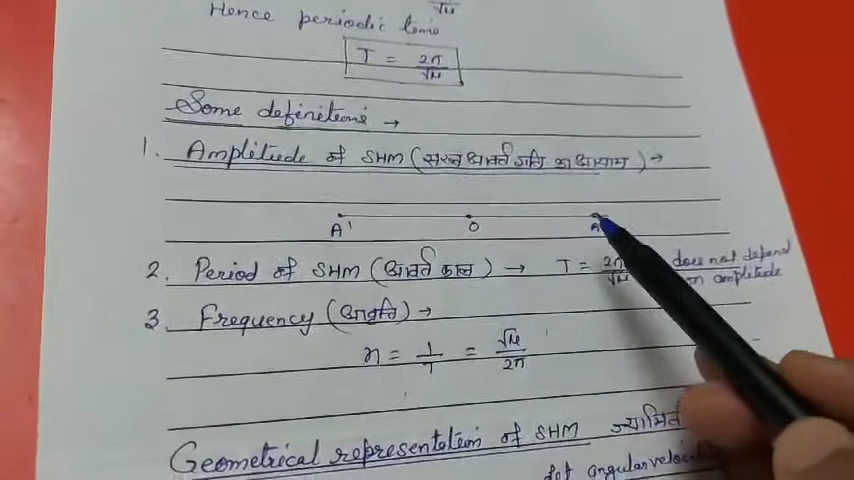 √μ
Hence periodic time
T = 2π/√μ
Some definitions →
1. Amplitude of SHM (सरल आवर्त गति का आयाम) →
A' O A
2. Period of SHM (आवर्त काल) → T = 2π/√μ does not depend
on amplitude
3. Frequency (आवृत्ति) →
n = 1/T = √μ/2π
Geometrical representation of SHM
Let angular velocity